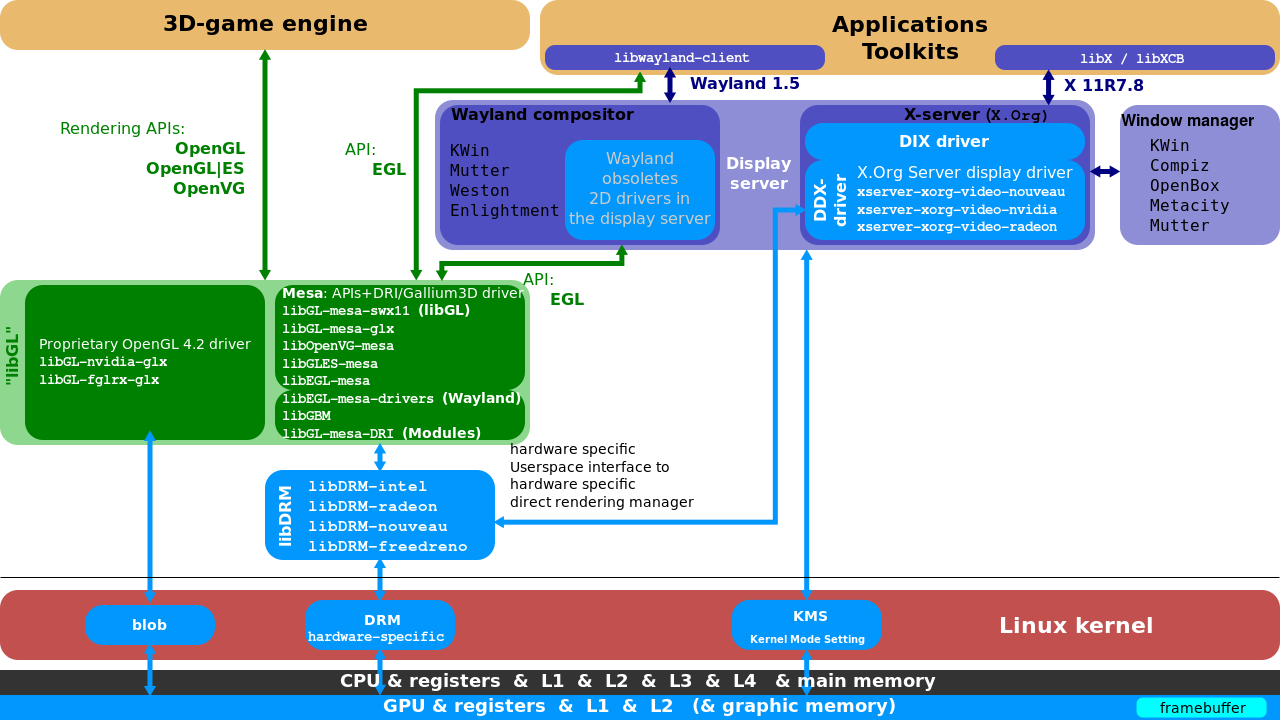 3D-game engine
Applications
Toolkits
libwayland-client
libX / libXCB
Wayland 1.5
X 11R7.8
Rendering APIs:
OpenGL
OpenGL|ES
OpenVG
API:
EGL
Wayland compositor
KWin
Mutter
Weston
Enlightment
Wayland
obsoletes
2D drivers in
the display server
Display
server
X-server (X.Org)
DIX driver
DDX-
driver
X.Org Server display driver
xserver-xorg-video-nouveau
xserver-xorg-video-nvidia
xserver-xorg-video-radeon
Window manager
KWin
Compiz
OpenBox
Metacity
Mutter
API:
EGL
"libGL"
Proprietary OpenGL 4.2 driver
libGL-nvidia-glx
libGL-fglrx-glx
Mesa: APIs+DRI/Gallium3D driver
libGL-mesa-swx11 (libGL)
libGL-mesa-glx
libOpenVG-mesa
libGLES-mesa
libEGL-mesa
libEGL-mesa-drivers (Wayland)
libGBM
libGL-mesa-DRI (Modules)
hardware specific
Userspace interface to
hardware specific
direct rendering manager
libDRM
libDRM-intel
libDRM-radeon
libDRM-nouveau
libDRM-freedreno
blob
DRM
hardware-specific
KMS
Kernel Mode Setting
Linux kernel
CPU & registers & L1 & L2 & L3 & L4 & main memory
GPU & registers & L1 & L2 (& graphic memory)
framebuffer